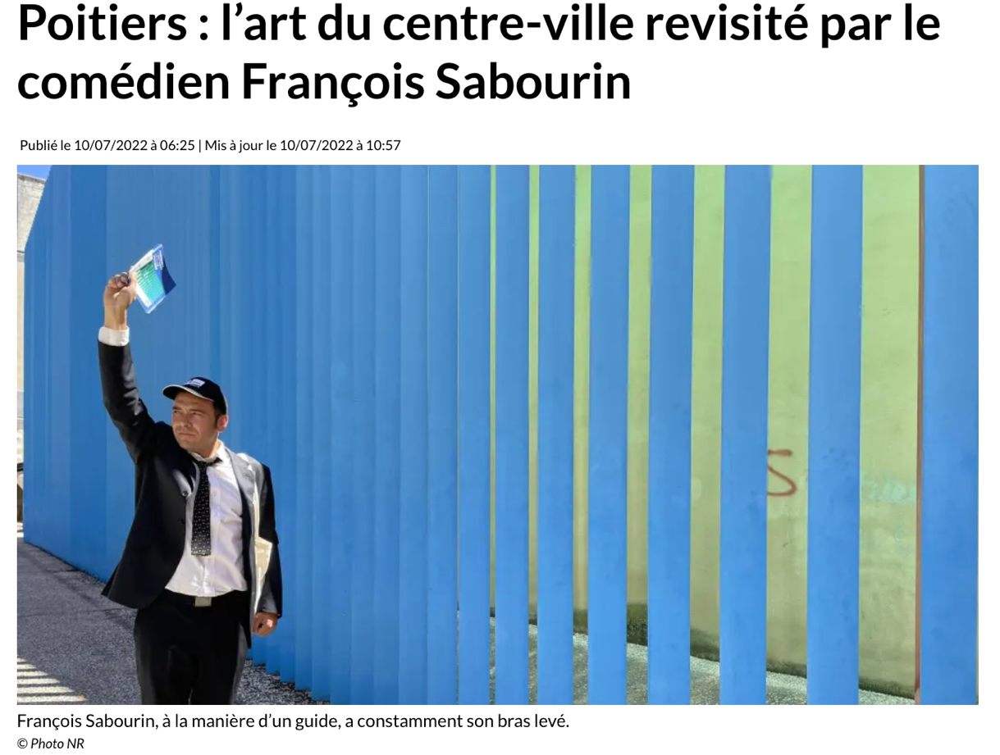 Poitiers : l’art du centre-ville revisité par le
comédien François Sabourin
Publié le 10/07/2022 à 06:25 | Mis à jour le 10/07/2022 à 10:57
S
François Sabourin, à la manière d’un guide, a constamment son bras levé.
© Photo NR